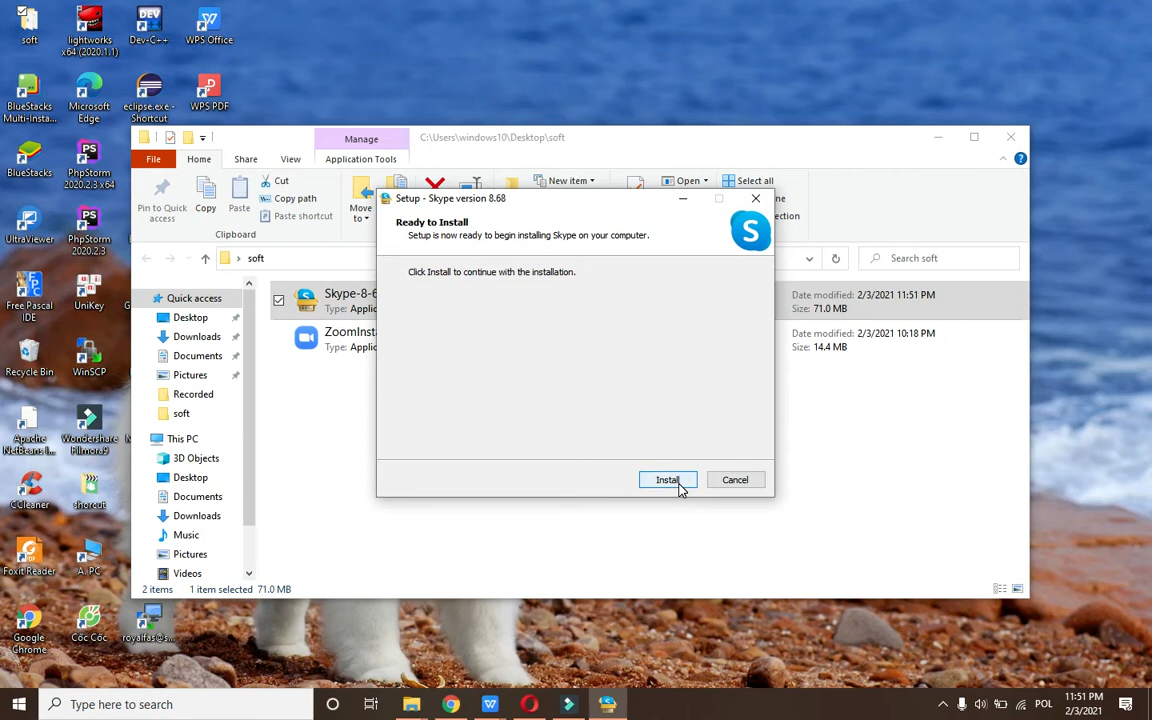 soft
lightworks
x64 (2020.1.1)
Dev-C++
WPS Office
BlueStacks
Multi-Insta...
Microsoft
Edge
eclipse.exe -
Shortcut
WPS PDF
BlueStacks
PhpStorm
2020.2.3 x64
UltraViewer
PhpStorm
2020.2.3
Free Pascal
IDE
UniKey
Recycle Bin
WinSCP
Apache
NetBeans I...
Wondershare
Filmora9
CCleaner
shorcut
Foxit Reader
A. PC
Google
Chrome
Cốc Cốc
royalfas@s...
Manage
C:\Users\windows10\Desktop\soft
File
Home
Share
View
Application Tools
Pin to Quick
access
Copy
Paste
Cut
Copy path
Paste shortcut
Clipboard
Move
to
New item
Open
Select all
soft
Search soft
Quick access
Desktop
Downloads
Documents
Pictures
Recorded
soft
This PC
3D Objects
Desktop
Documents
Downloads
Music
Pictures
Videos
Skype-8-6
Type: Applic
Date modified: 2/3/2021 11:51 PM
Size: 71.0 MB
ZoomInsta
Type: Applic
Date modified: 2/3/2021 10:18 PM
Size: 14.4 MB
2 items
1 item selected 71.0 MB
Setup - Skype version 8.68
Ready to Install
Setup is now ready to begin installing Skype on your computer.
Click Install to continue with the installation.
Install
Cancel
Type here to search
POL
11:51 PM
2/3/2021